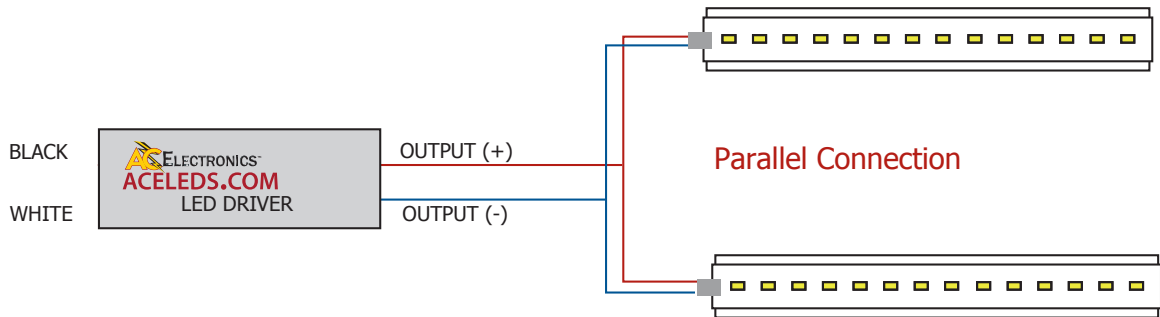 BLACK
WHITE
AC ELECTRONICS™
ACELEDS.COM
LED DRIVER
OUTPUT (+)
OUTPUT (-)
Parallel Connection